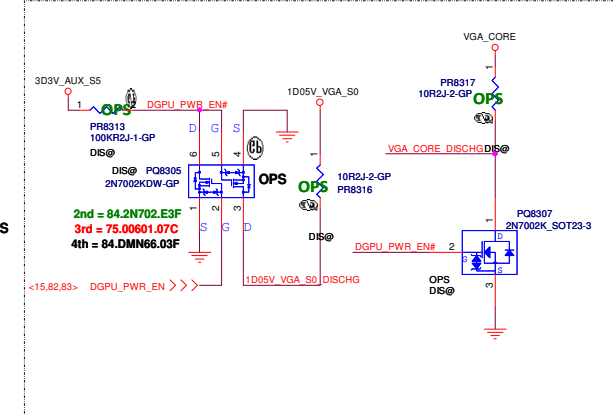 VGA_CORE
3D3V_AUX_S5
1
OPS
DGPU_PWR_EN#
PR8313
100KR2J-1-GP
DIS@
1D05V_VGA_S0
1
PR8317
10R2J-2-GP
OPS
D G S
6 5 4
DIS@ PQ8305
2N7002KDW-GP
OPS
1 2 3
S G D
10R2J-2-GP
OPS
PR8316
DIS@
VGA_CORE_DISCHG
DIS@
2nd = 84.2N702.E3F
3rd = 75.00601.07C
4th = 84.DMN66.03F
S
<15,82,83> DGPU_PWR_EN
1D05V_VGA_S0_DISCHG
DGPU_PWR_EN# 2
1
PQ8307
2N7002K_SOT23-3
D
G
S
3
OPS
DIS@